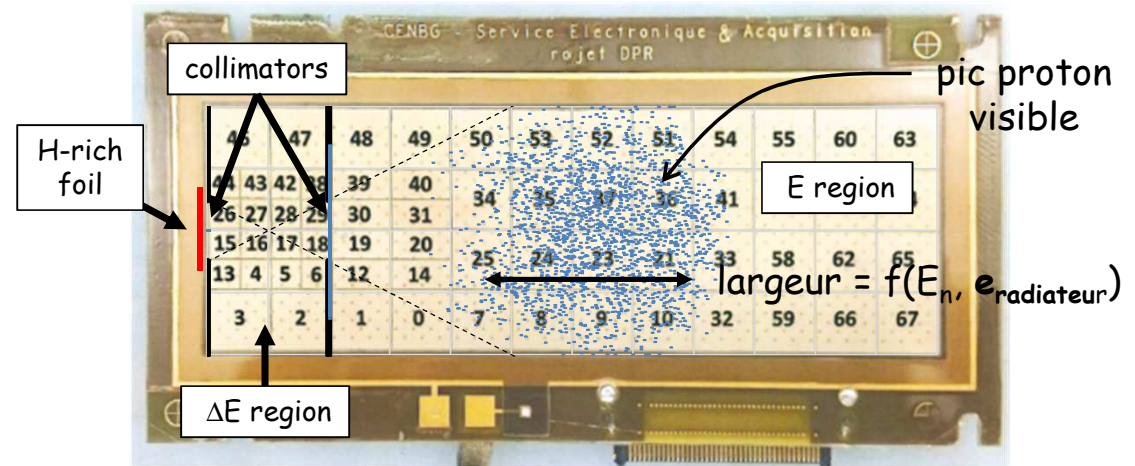 CENBG - Service Electronique & Acquisition
rojet DPR
collimators
pic proton
visible
H-rich
foil
47 48 49 50 53 52 51 54 55 60 63
44 43 42 38 39 40
34 35 37 36 41
E region
26 27 28 29 30 31
15 16 17 18 19 20
25 24 23 21 33 58 62 65
13 4 5 6 12 14
largeur = f(En, eradiateur)
3 2 1 0 7 8 9 10 32 59 66 67
ΔE region